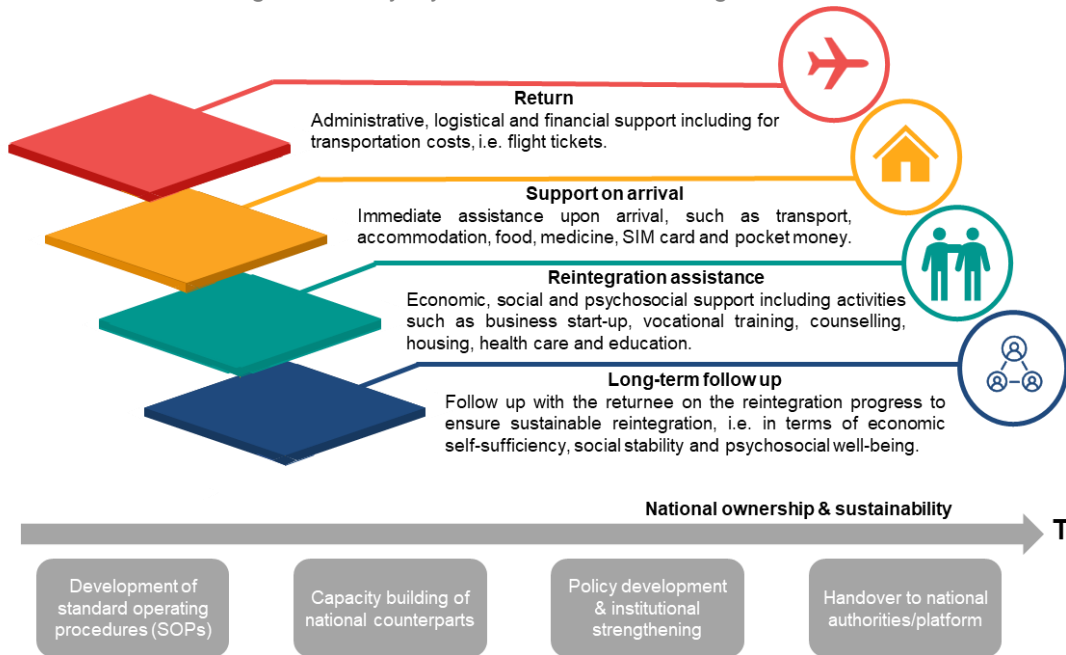 Return
Administrative, logistical and financial support including for
transportation costs, i.e. flight tickets.
Support on arrival
Immediate assistance upon arrival, such as transport,
accommodation, food, medicine, SIM card and pocket money.
Reintegration assistance
Economic, social and psychosocial support including activities
such as business start-up, vocational training, counselling,
housing, health care and education.
Long-term follow up
Follow up with the returnee on the reintegration progress to
ensure sustainable reintegration, i.e. in terms of economic
self-sufficiency, social stability and psychosocial well-being.
National ownership & sustainability
T
Development of
standard operating
procedures (SOPs)
Capacity building of
national counterparts
Policy development
& institutional
strengthening
Handover to national
authorities/platform